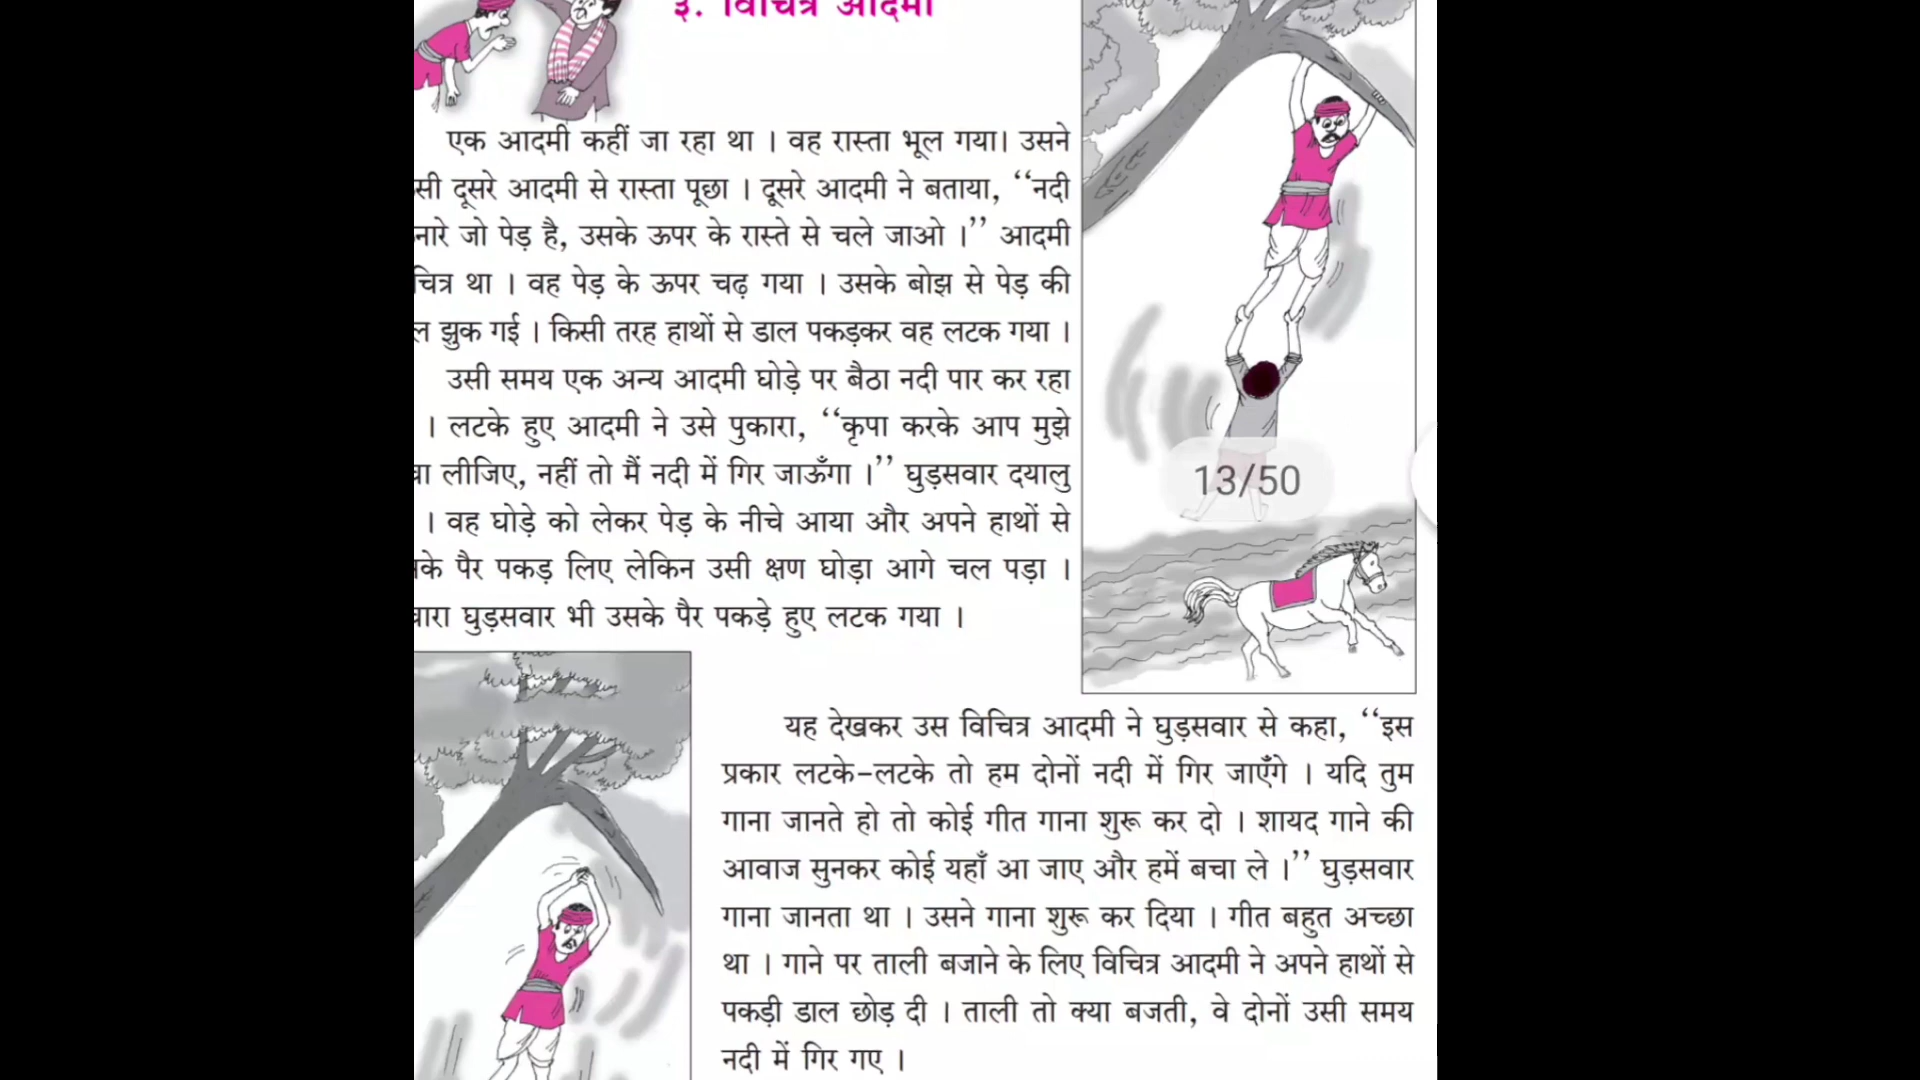 ३. विचित्र आदमी
एक आदमी कहीं जा रहा था । वह रास्ता भूल गया। उसने
सी दूसरे आदमी से रास्ता पूछा । दूसरे आदमी ने बताया, ‘‘नदी
नारे जो पेड़ है, उसके ऊपर के रास्ते से चले जाओ ।’’ आदमी
चित्र था । वह पेड़ के ऊपर चढ़ गया । उसके बोझ से पेड़ की
ल झुक गई । किसी तरह हाथों से डाल पकड़कर वह लटक गया ।
उसी समय एक अन्य आदमी घोड़े पर बैठा नदी पार कर रहा
। लटके हुए आदमी ने उसे पुकारा, ‘‘कृपा करके आप मुझे
चा लीजिए, नहीं तो मैं नदी में गिर जाऊँगा ।’’ घुड़सवार दयालु
। वह घोड़े को लेकर पेड़ के नीचे आया और अपने हाथों से
के पैर पकड़ लिए लेकिन उसी क्षण घोड़ा आगे चल पड़ा ।
चारा घुड़सवार भी उसके पैर पकड़े हुए लटक गया ।
13/50
यह देखकर उस विचित्र आदमी ने घुड़सवार से कहा, ‘‘इस
प्रकार लटके-लटके तो हम दोनों नदी में गिर जाएँगे । यदि तुम
गाना जानते हो तो कोई गीत गाना शुरू कर दो । शायद गाने की
आवाज सुनकर कोई यहाँ आ जाए और हमें बचा ले ।’’ घुड़सवार
गाना जानता था । उसने गाना शुरू कर दिया । गीत बहुत अच्छा
था । गाने पर ताली बजाने के लिए विचित्र आदमी ने अपने हाथों से
पकड़ी डाल छोड़ दी । ताली तो क्या बजती, वे दोनों उसी समय
नदी में गिर गए ।